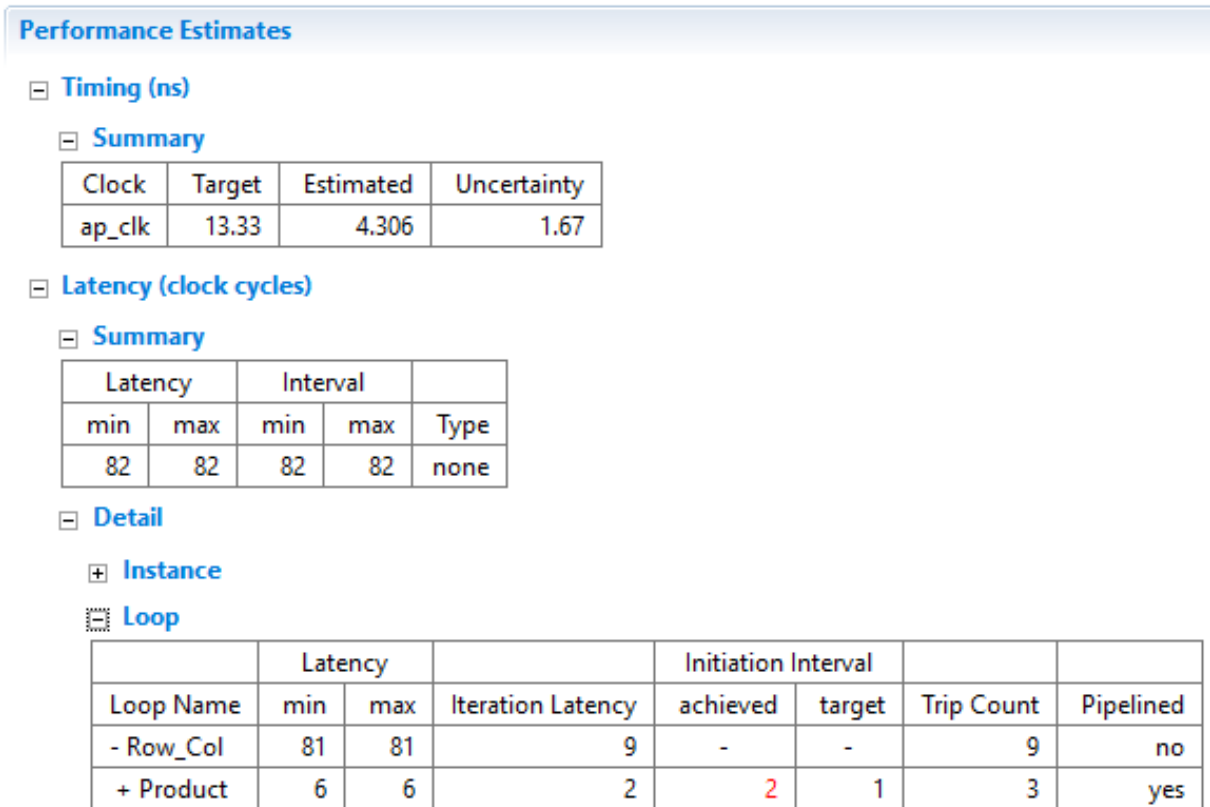 Performance Estimates
Timing (ns)
Summary
Clock Target Estimated Uncertainty
ap_clk 13.33 4.306 1.67
Latency (clock cycles)
Summary
Latency Interval
min max min max Type
82 82 82 82 none
Detail
Instance
Loop
Latency Initiation Interval
Loop Name min max Iteration Latency achieved target Trip Count Pipelined
- Row_Col 81 81 9 - - 9 no
+ Product 6 6 2 2 1 3 yes